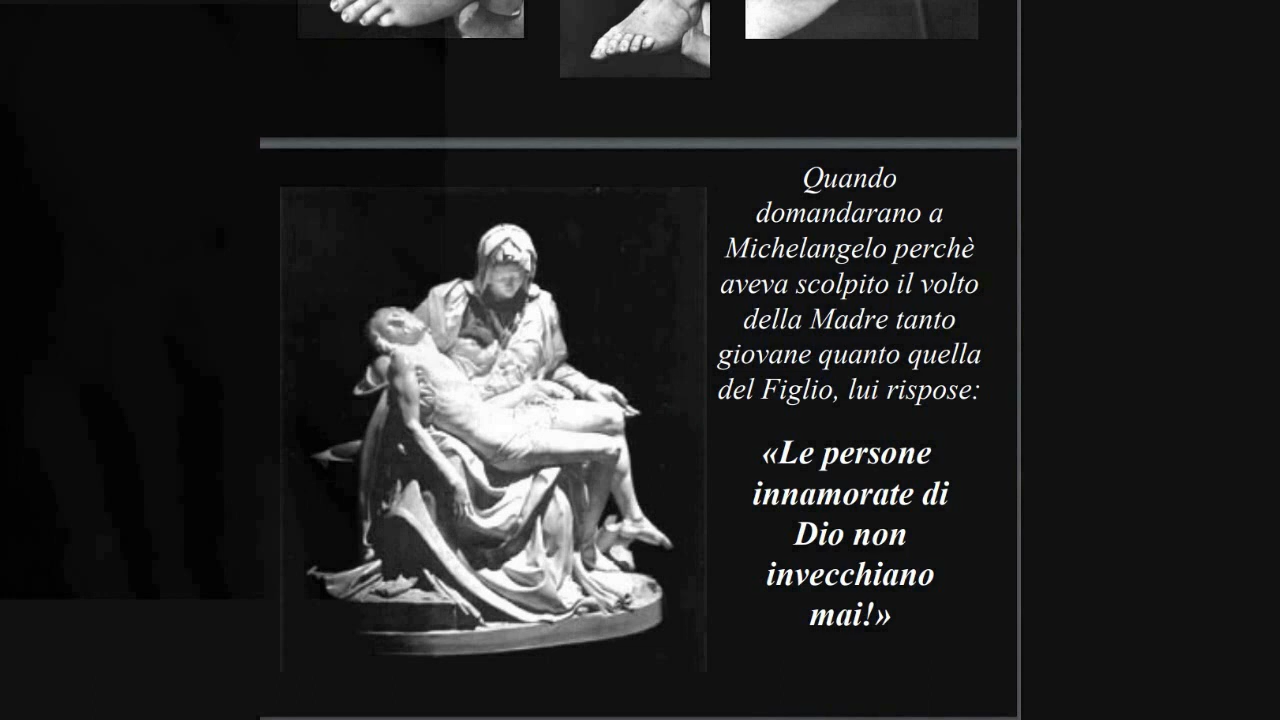 Quando
domandarano a
Michelangelo perchè
aveva scolpito il volto
della Madre tanto
giovane quanto quella
del Figlio, lui rispose:
«Le persone
innamorate di
Dio non
invecchiano
mai!»